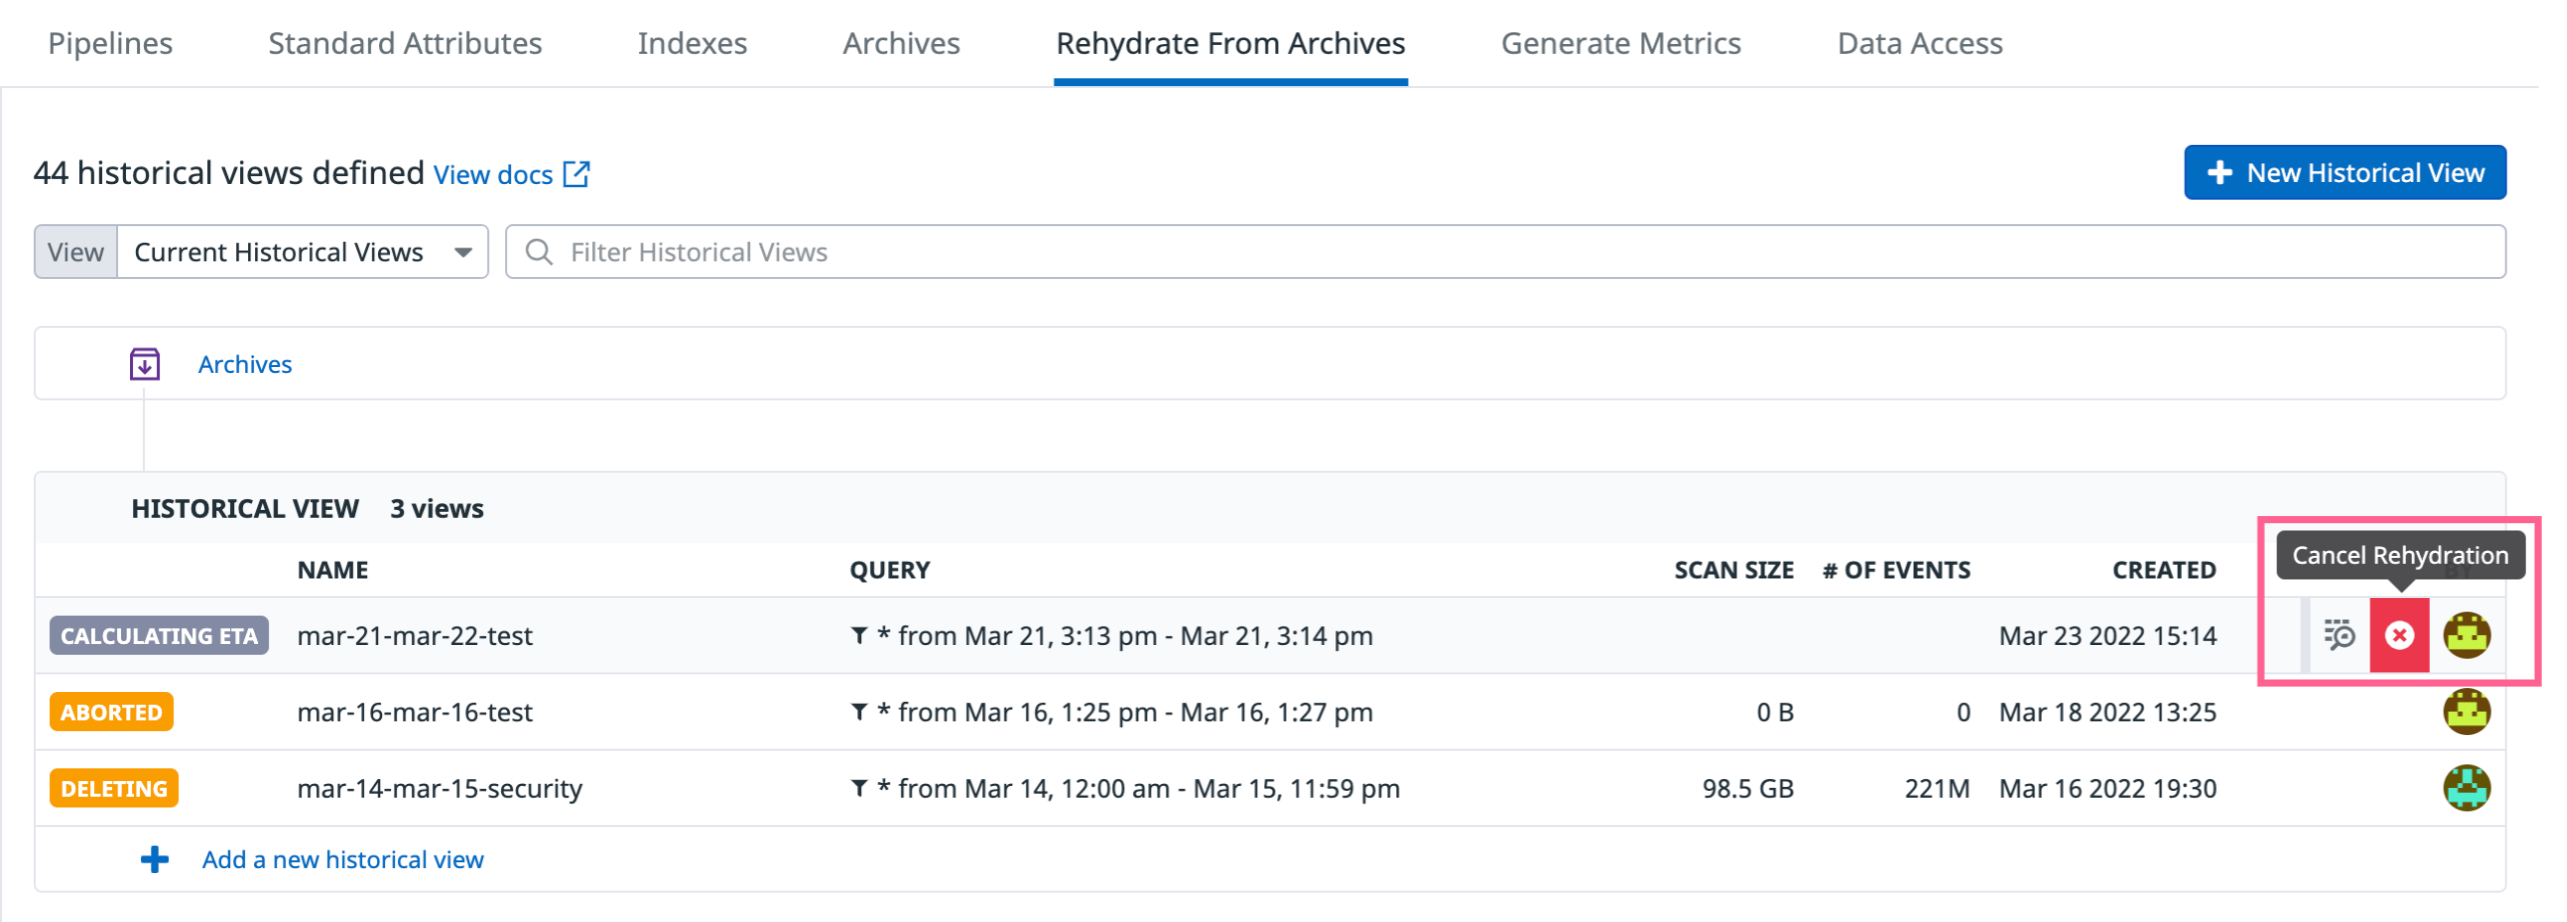 Pipelines Standard Attributes Indexes Archives Rehydrate From Archives Generate Metrics Data Access
44 historical views defined View docs
New Historical View
View Current Historical Views Filter Historical Views
Archives
HISTORICAL VIEW 3 views
Cancel Rehydration
NAME QUERY SCAN SIZE # OF EVENTS CREATED
CALCULATING ETA mar-21-mar-22-test * from Mar 21, 3:13 pm - Mar 21, 3:14 pm Mar 23 2022 15:14
ABORTED mar-16-mar-16-test * from Mar 16, 1:25 pm - Mar 16, 1:27 pm 0 B 0 Mar 18 2022 13:25
DELETING mar-14-mar-15-security * from Mar 14, 12:00 am - Mar 15, 11:59 pm 98.5 GB 221M Mar 16 2022 19:30
Add a new historical view